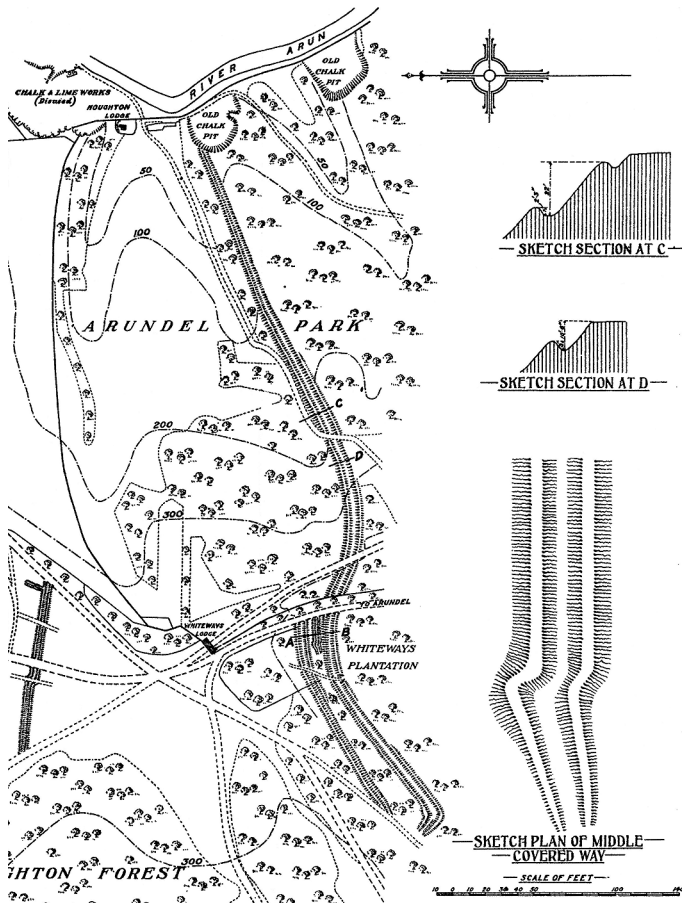 RIVER ARUN
OLD
CHALK
PIT
CHALK & LIME WORKS
(Disused)
HOUGHTON
LODGE
OLD
CHALK
PIT
50
50
100
100
ARUNDEL PARK
C
200
D
300
TO ARUNDEL
WHITEWAYS
LODGE
A
B
WHITEWAYS
PLANTATION
300
GHTON FOREST
SKETCH SECTION AT C
SKETCH SECTION AT D
SKETCH PLAN OF MIDDLE
COVERED WAY
SCALE OF FEET
10 0 10 20 30 40 50 100